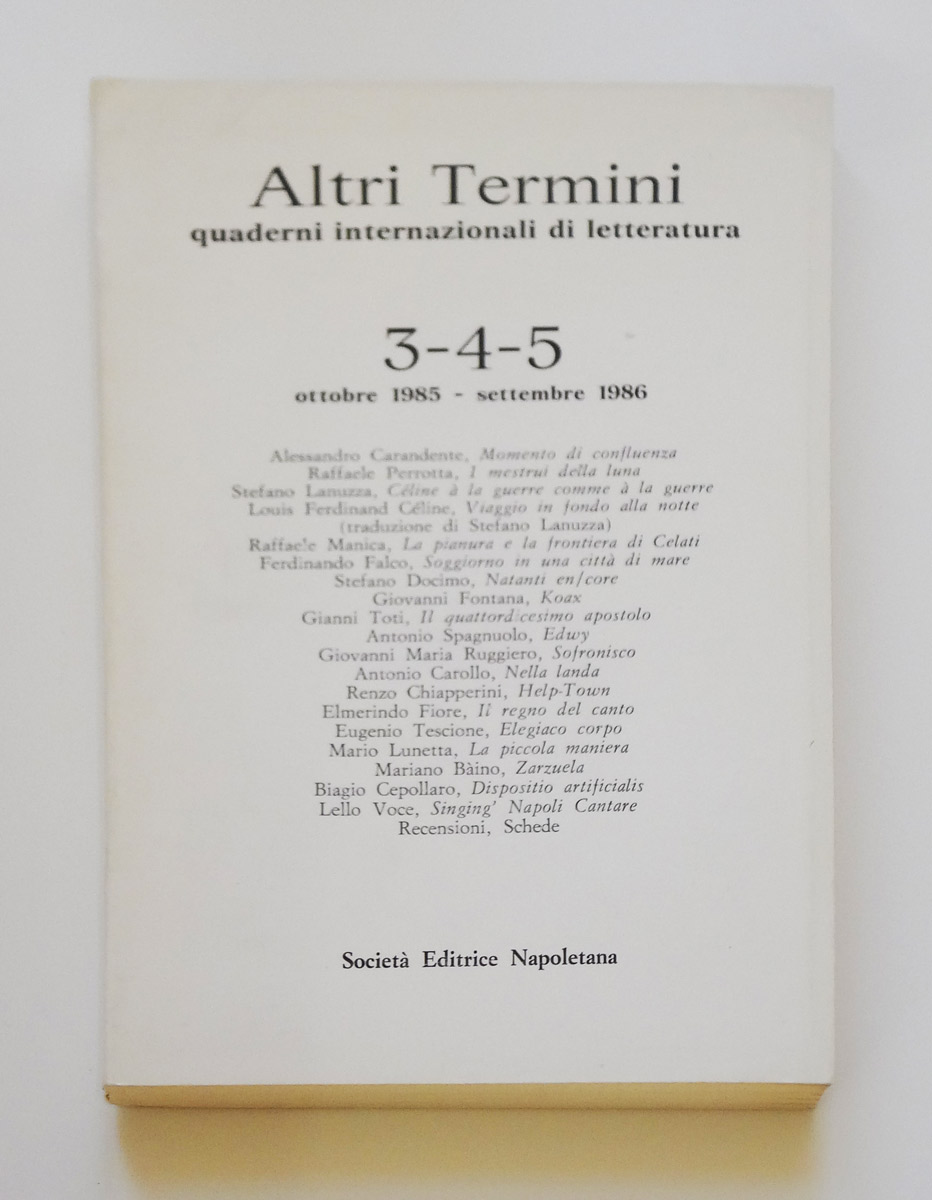 Altri Termini
quaderni internazionali di letteratura
3-4-5
ottobre 1985 - settembre 1986
Alessandro Carandente, Momento di confluenza
Raffaele Perrotta, I mestrui della luna
Stefano Lanuzza, Céline à la guerre comme à la guerre
Louis Ferdinand Céline, Viaggio in fondo alla notte
(traduzione di Stefano Lanuzza)
Raffaele Manica, La pianura e la frontiera di Celati
Ferdinando Falco, Soggiorno in una città di mare
Stefano Docimo, Natanti en/core
Giovanni Fontana, Koax
Gianni Toti, Il quattordicesimo apostolo
Antonio Spagnuolo, Edwy
Giovanni Maria Ruggiero, Sofronisco
Antonio Carollo, Nella landa
Renzo Chiapperini, Help-Town
Elmerindo Fiore, Il regno del canto
Eugenio Tescione, Elegiaco corpo
Mario Lunetta, La piccola maniera
Mariano Bàino, Zarzuela
Biagio Cepollaro, Dispositio artificialis
Lello Voce, Singing' Napoli Cantare
Recensioni, Schede
Società Editrice Napoletana